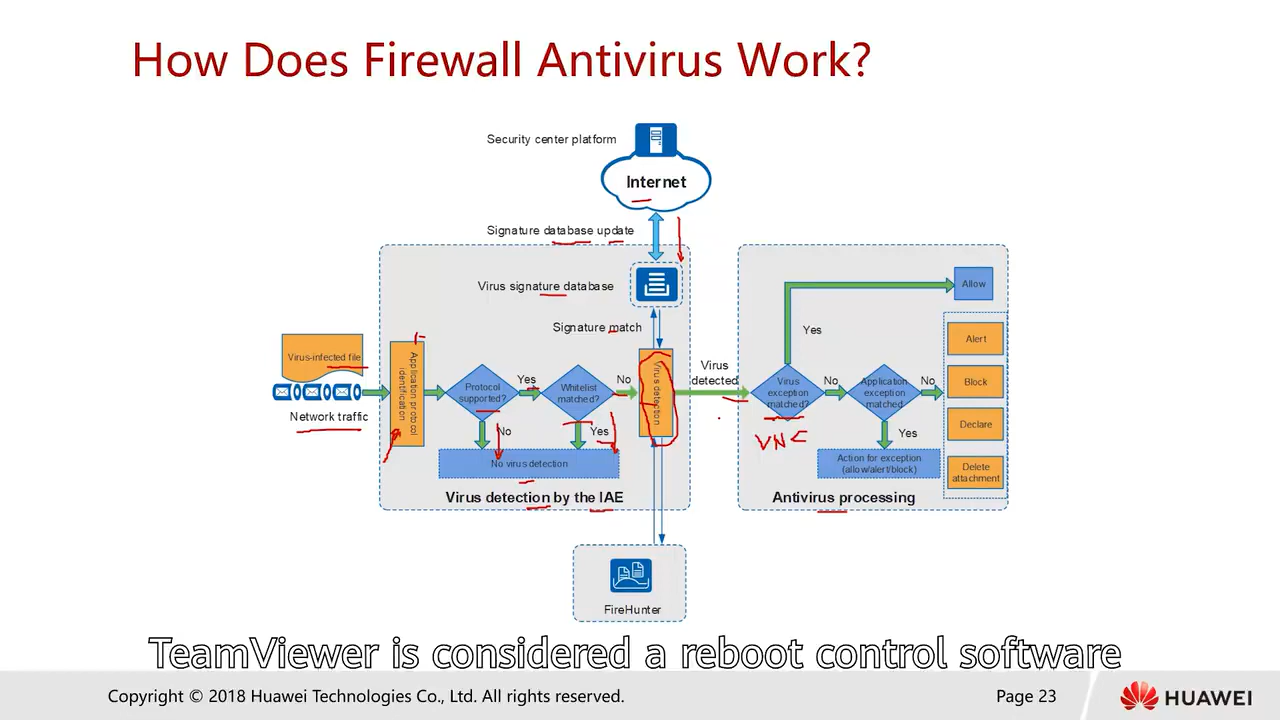 How Does Firewall Antivirus Work?
Security center platform
Internet
Signature database update
Virus signature database
Signature match
Virus-infected file
Network traffic
Application protocol
identification
Protocol
supported?
Yes
No
Whitelist
matched?
No
Yes
No virus detection
Virus detection
Virus detection by the IAE
FireHunter
Virus
detected
Virus
exception
matched?
VNC
Yes
No
Application
exception
matched
No
Yes
Action for exception
(allow/alert/block)
Antivirus processing
Allow
Alert
Block
Declare
Delete
attachment
TeamViewer is considered a reboot control software
Copyright © 2018 Huawei Technologies Co., Ltd. All rights reserved.
Page 23
HUAWEI